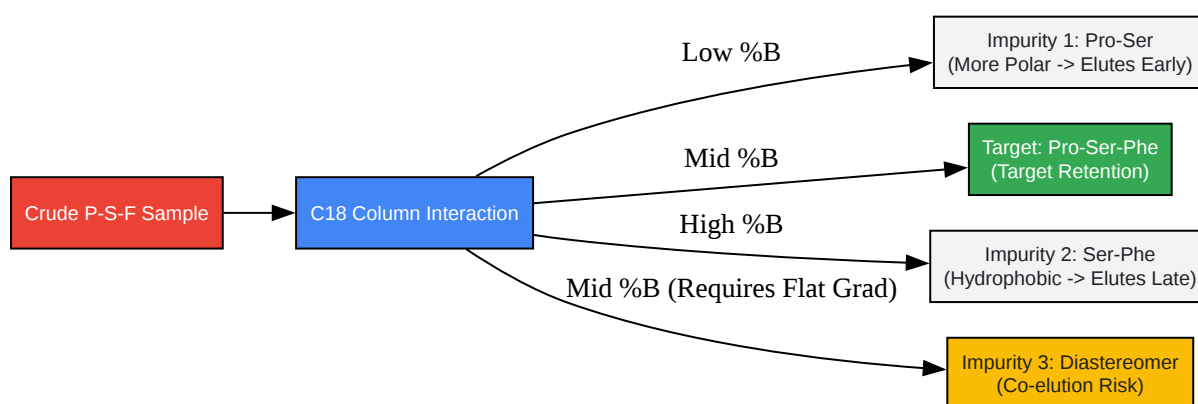 Crude P-S-F Sample
C18 Column Interaction
Low %B
Mid %B
High %B
Mid %B (Requires Flat Grad)
Impurity 1: Pro-Ser
(More Polar -> Elutes Early)
Target: Pro-Ser-Phe
(Target Retention)
Impurity 2: Ser-Phe
(Hydrophobic -> Elutes Late)
Impurity 3: Diastereomer
(Co-elution Risk)